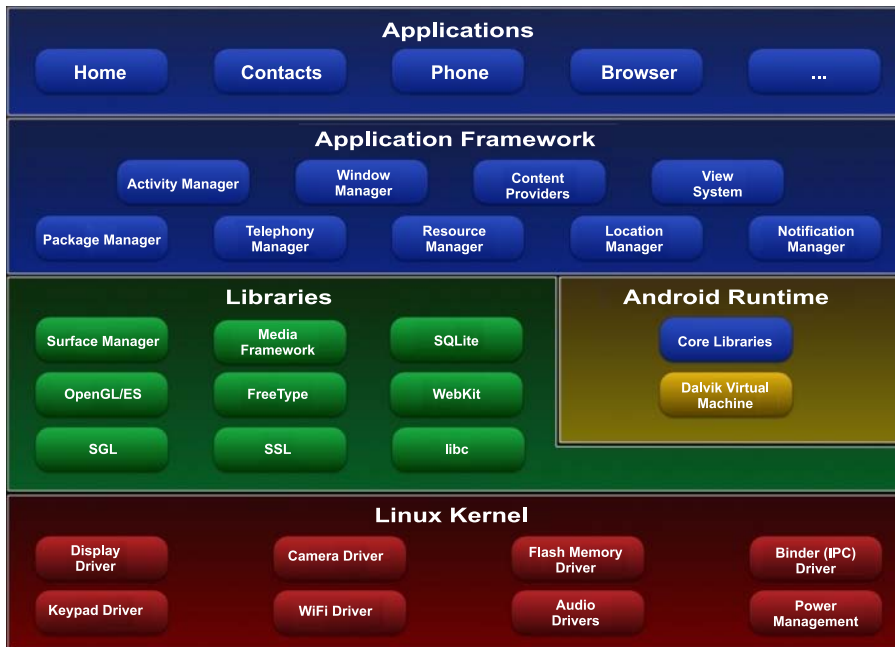 Applications
Home
Contacts
Phone
Browser
...
Application Framework
Activity Manager
Window
Manager
Content
Providers
View
System
Package Manager
Telephony
Manager
Resource
Manager
Location
Manager
Notification
Manager
Libraries
Surface Manager
Media
Framework
SQLite
OpenGL/ES
FreeType
WebKit
SGL
SSL
libc
Android Runtime
Core Libraries
Dalvik Virtual
Machine
Linux Kernel
Display
Driver
Camera Driver
Flash Memory
Driver
Binder (IPC)
Driver
Keypad Driver
WiFi Driver
Audio
Drivers
Power
Management